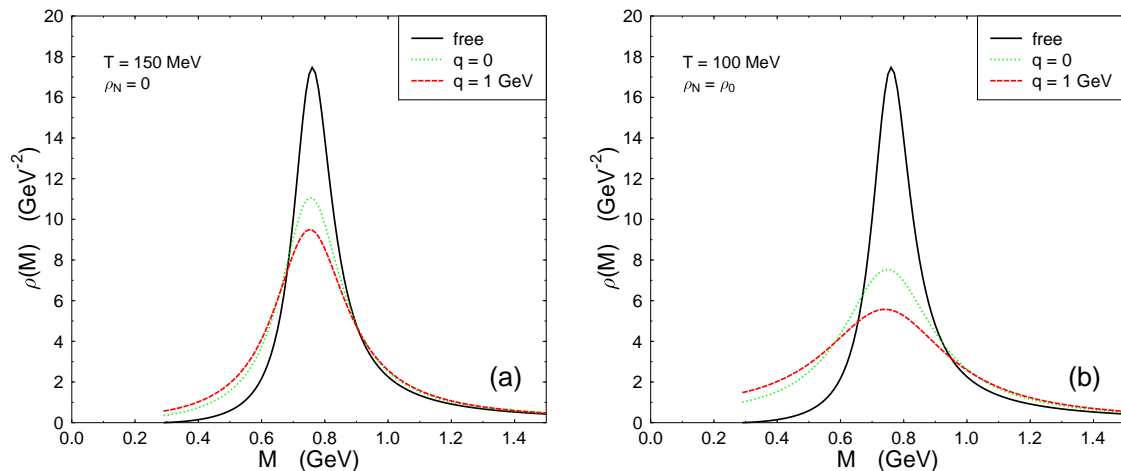 20
18
16
14
12
10
8
6
4
2
0
ρ(M) (GeV⁻²)
T = 150 MeV
ρN = 0
free
q = 0
q = 1 GeV
(a)
0.0 0.2 0.4 0.6 0.8 1.0 1.2 1.4
M (GeV)
20
18
16
14
12
10
8
6
4
2
0
ρ(M) (GeV⁻²)
T = 100 MeV
ρN = ρ0
free
q = 0
q = 1 GeV
(b)
0.0 0.2 0.4 0.6 0.8 1.0 1.2 1.4
M (GeV)